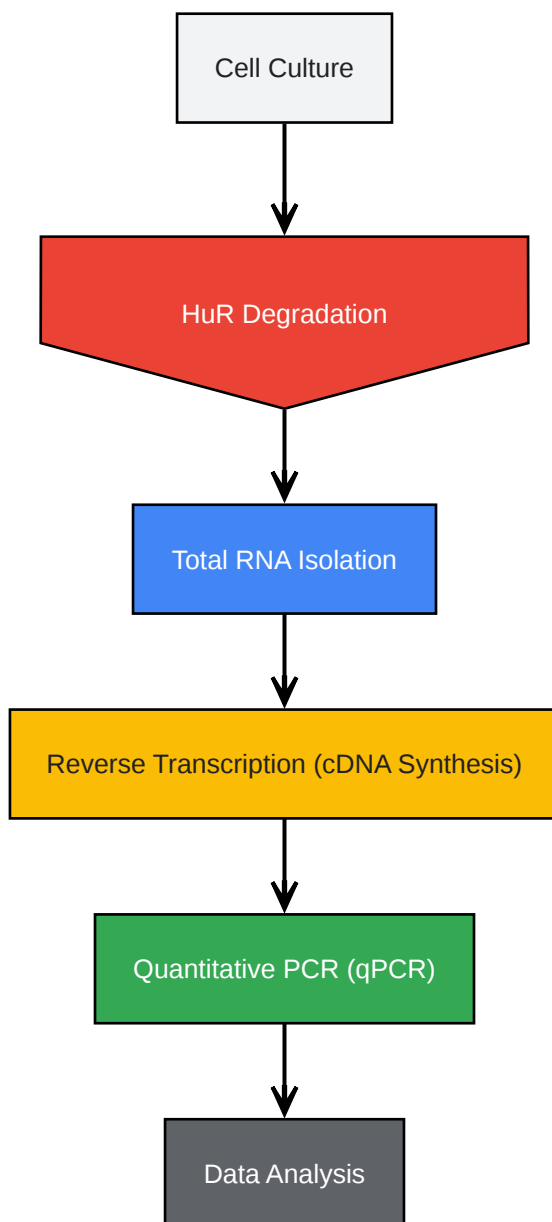 Cell Culture
HuR Degradation
Total RNA Isolation
Reverse Transcription (cDNA Synthesis)
Quantitative PCR (qPCR)
Data Analysis